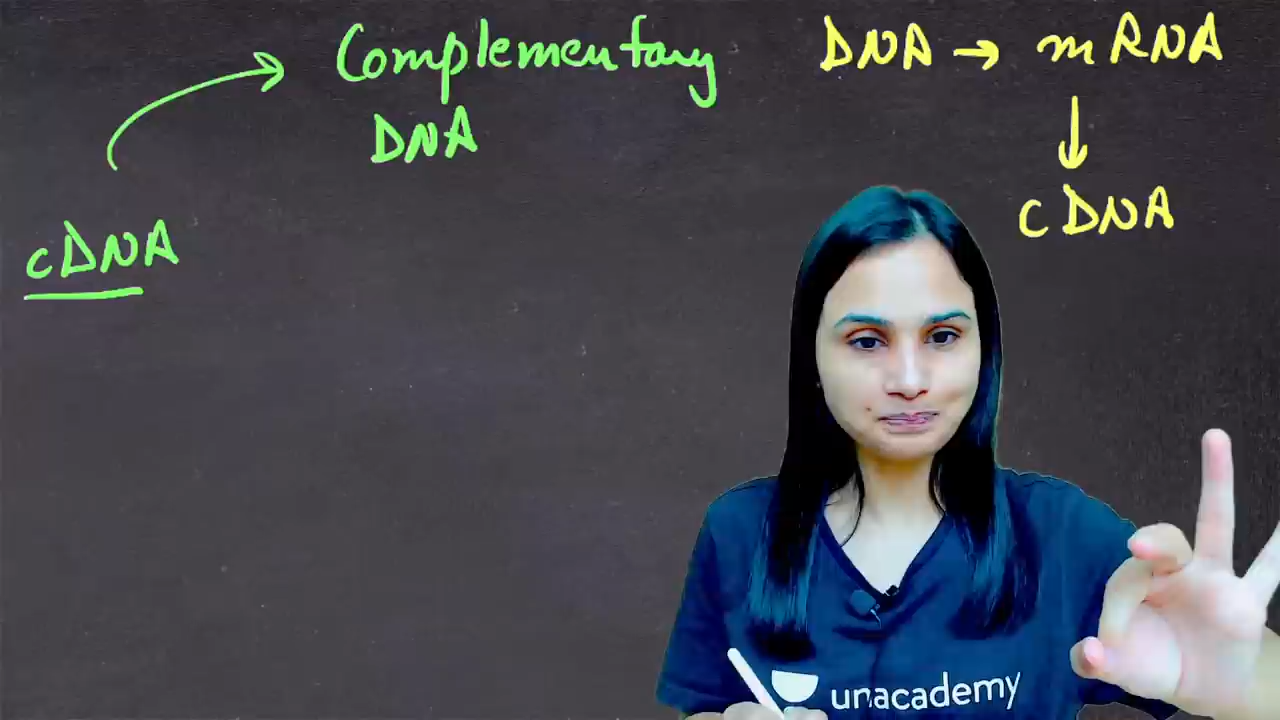 Complementary
DNA
cDNA
DNA → mRNA
↓
cDNA
unacademy